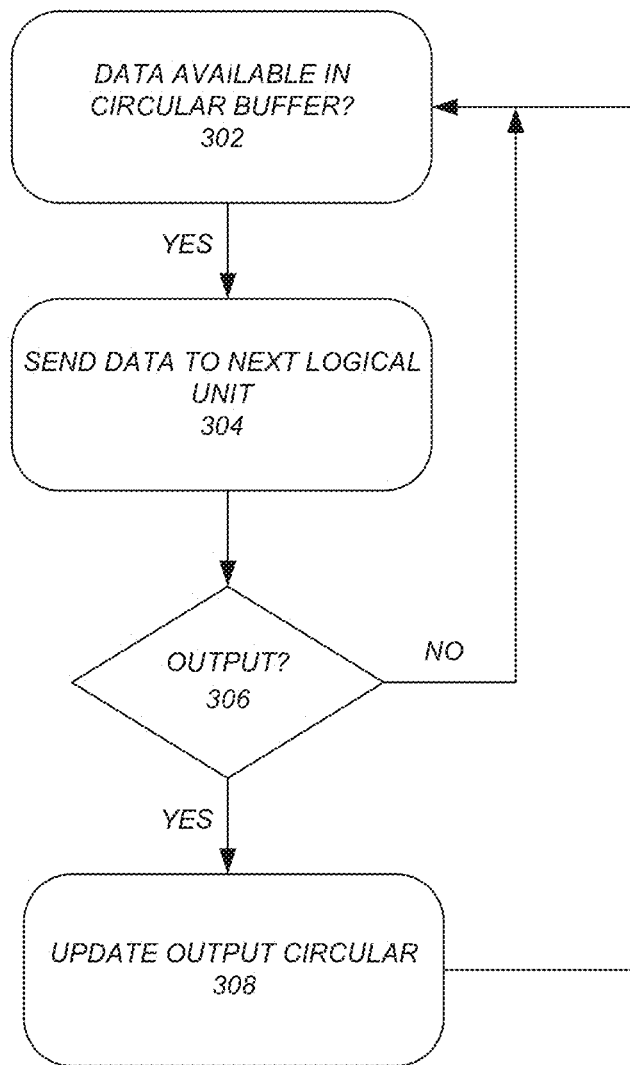 DATA AVAILABLE IN
CIRCULAR BUFFER?
302
YES
SEND DATA TO NEXT LOGICAL
UNIT
304
OUTPUT?
306
NO
YES
UPDATE OUTPUT CIRCULAR
308